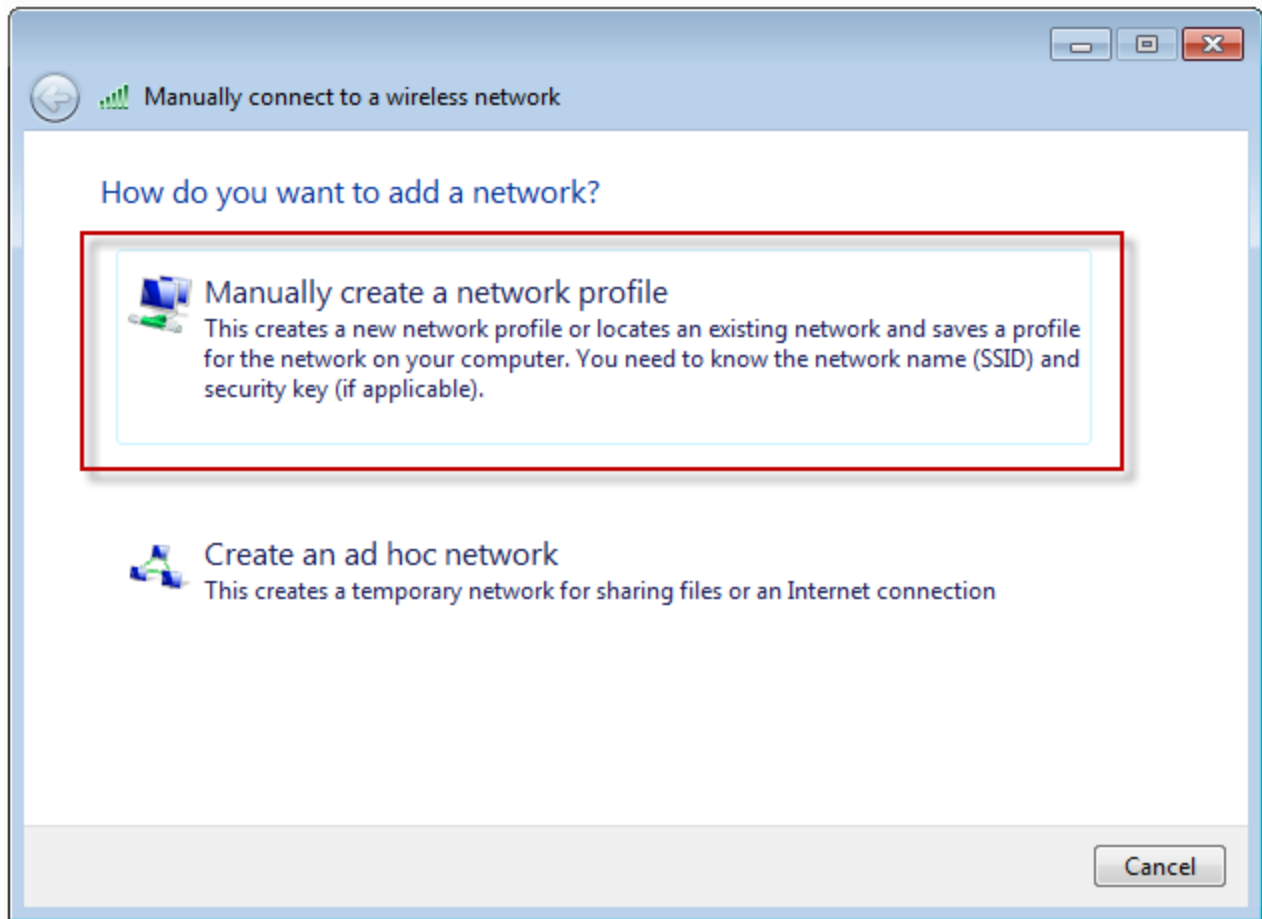 Manually connect to a wireless network
How do you want to add a network?
Manually create a network profile
This creates a new network profile or locates an existing network and saves a profile
for the network on your computer. You need to know the network name (SSID) and
security key (if applicable).
Create an ad hoc network
This creates a temporary network for sharing files or an Internet connection
Cancel